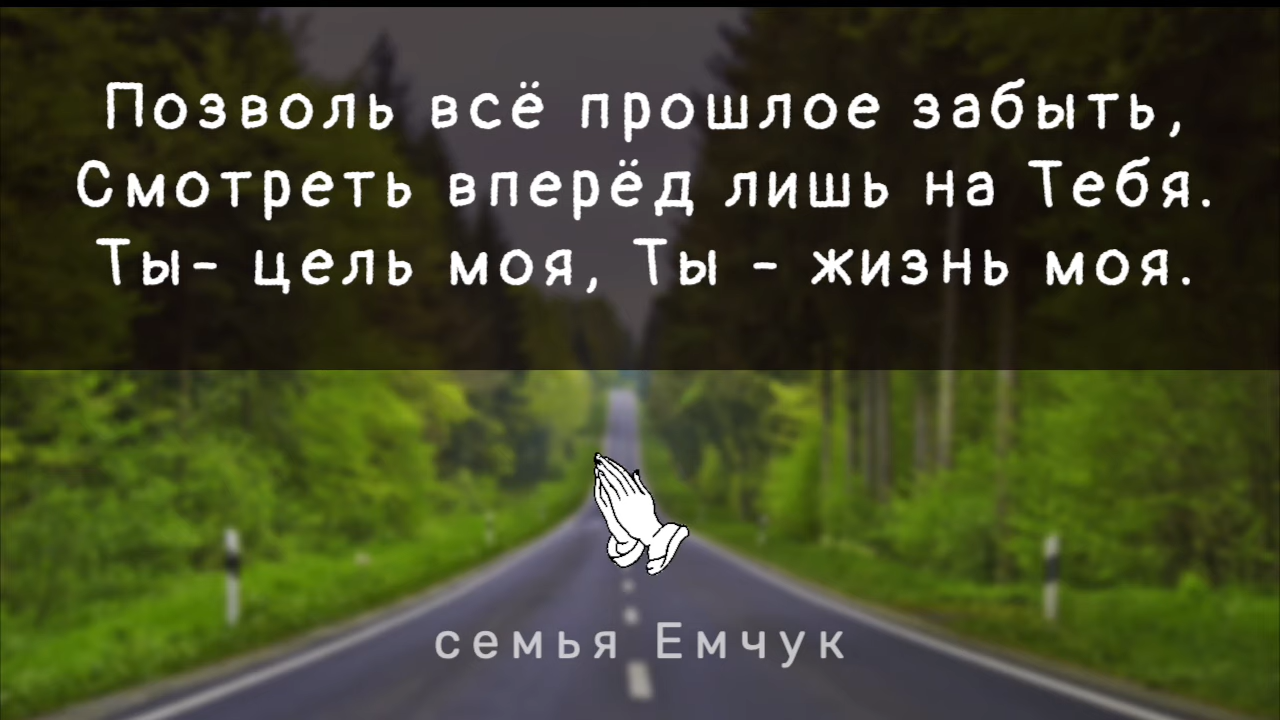 Позволь всё прошлое забыть,
Смотреть вперёд лишь на Тебя.
Ты- цель моя, Ты - жизнь моя.
семья Емчук